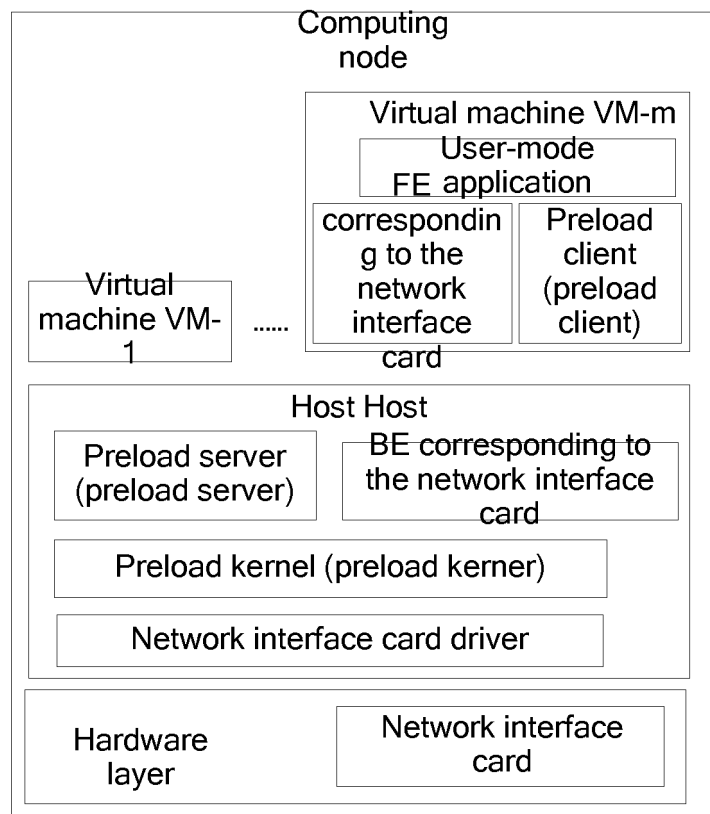 Computing
node
Virtual machine VM-m
User-mode
application
FE
correspondin
g to the
network
interface
card
Preload
client
(preload
client)
Virtual
machine VM-
1
......
Host Host
Preload server
(preload server)
BE corresponding to
the network interface
card
Preload kernel (preload kerner)
Network interface card driver
Hardware
layer
Network interface
card